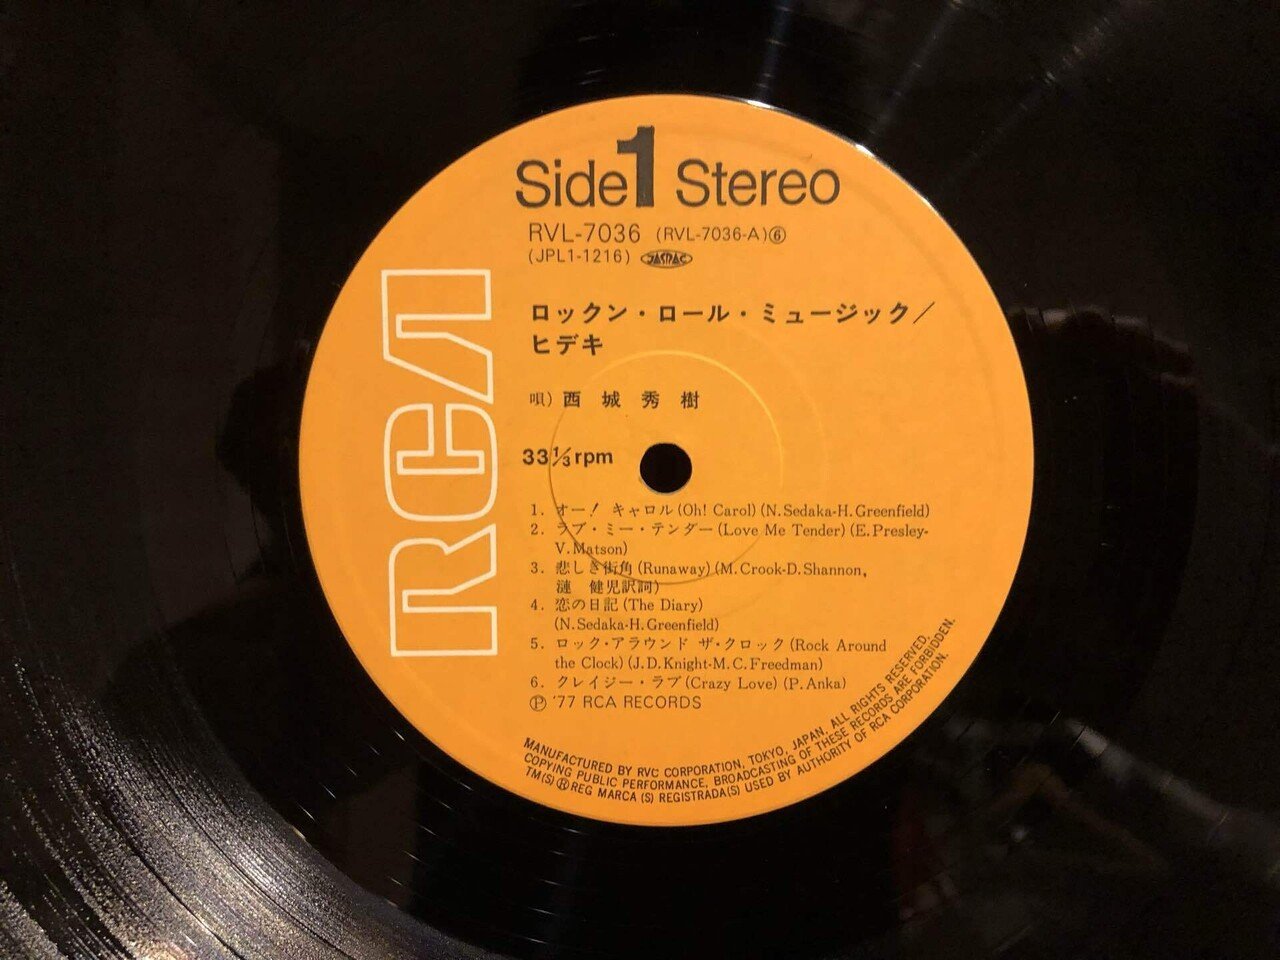 Side 1 Stereo
RVL-7036 (RVL-7036-A)⑥
(JPL1-1216) JASRAC
ロックン・ロール・ミュージック/
ヒデキ
唄) 西城秀樹
33 1/3 rpm
1. オー! キャロル (Oh! Carol) (N. Sedaka-H. Greenfield)
2. ラブ・ミー・テンダー (Love Me Tender) (E. Presley-
V. Matson)
3. 悲しき街角 (Runaway) (M. Crook-D. Shannon,
漣 健児訳詞)
4. 恋の日記 (The Diary)
(N. Sedaka-H. Greenfield)
5. ロック・アラウンド ザ・クロック (Rock Around
the Clock) (J. D. Knight-M. C. Freedman)
6. クレイジー・ラブ (Crazy Love) (P. Anka)
Ⓟ '77 RCA RECORDS
MANUFACTURED BY RVC CORPORATION, TOKYO, JAPAN, ALL RIGHTS RESERVED.
COPYING PUBLIC PERFORMANCE, BROADCASTING OF THESE RECORDS ARE FORBIDDEN.
TM(S) ® REG MARCA (S) REGISTRADA(S) USED BY AUTHORITY OF RCA CORPORATION.
RCA